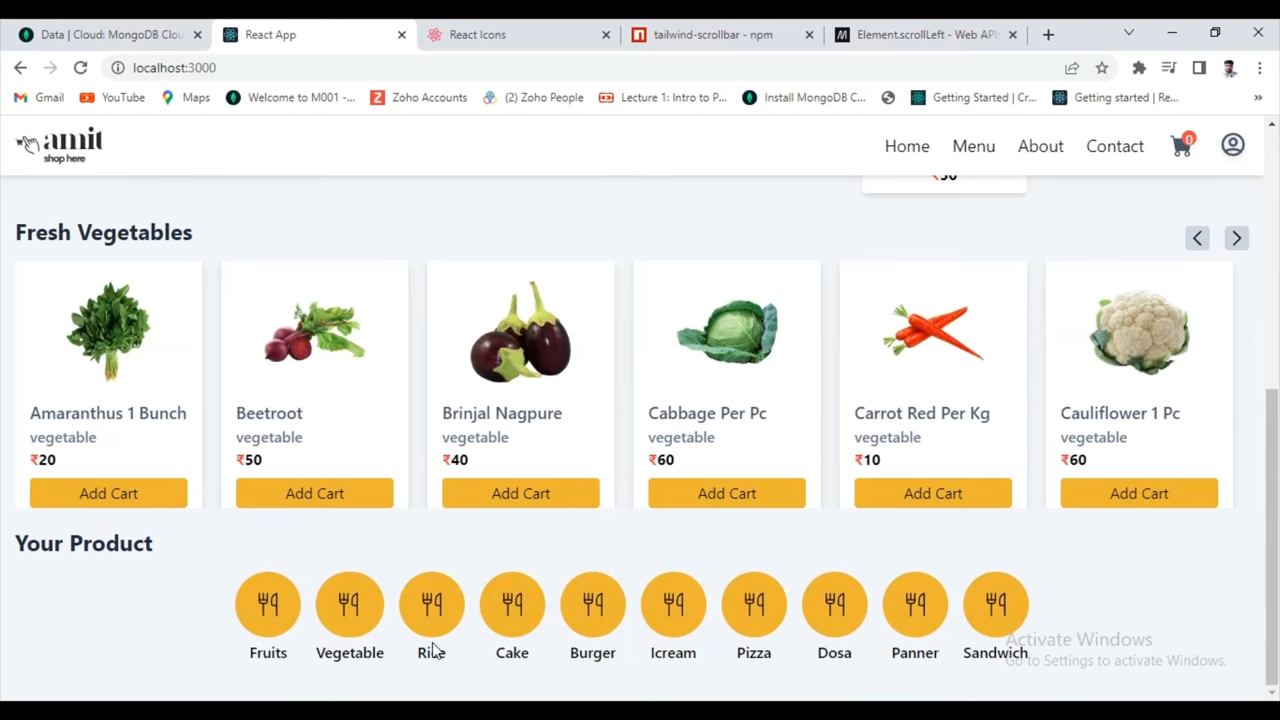 Data | Cloud: MongoDB Clou
React App
React Icons
tailwind-scrollbar - npm
Element.scrollLeft - Web APIs
localhost:3000
Gmail
YouTube
Maps
Welcome to M001 -...
Zoho Accounts
(2) Zoho People
Lecture 1: Intro to P...
Install MongoDB C...
Getting Started | Cr...
Getting started | Re...
»
amit
shop here
Home
Menu
About
Contact
0
₹50
Fresh Vegetables
Amaranthus 1 Bunch
vegetable
₹20
Add Cart
Beetroot
vegetable
₹50
Add Cart
Brinjal Nagpure
vegetable
₹40
Add Cart
Cabbage Per Pc
vegetable
₹60
Add Cart
Carrot Red Per Kg
vegetable
₹10
Add Cart
Cauliflower 1 Pc
vegetable
₹60
Add Cart
Your Product
Fruits
Vegetable
Rice
Cake
Burger
Icream
Pizza
Dosa
Panner
Sandwich
Activate Windows
Go to Settings to activate Windows.